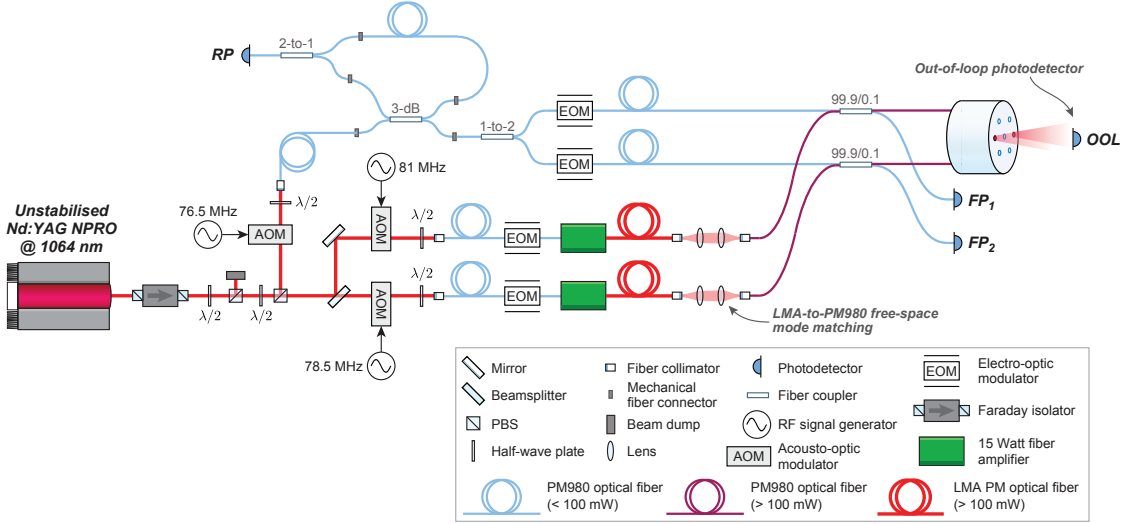 RP
2-to-1
3-dB
1-to-2
EOM
EOM
99.9/0.1
99.9/0.1
Out-of-loop photodetector
OOL
FP1
FP2
Unstabilised
Nd:YAG NPRO
@ 1064 nm
76.5 MHz
AOM
λ/2
81 MHz
AOM
λ/2
EOM
λ/2
λ/2
AOM
λ/2
EOM
78.5 MHz
LMA-to-PM980 free-space
mode matching
Mirror
Beamsplitter
PBS
Half-wave plate
Fiber collimator
Mechanical
fiber connector
Beam dump
Lens
Photodetector
Fiber coupler
RF signal generator
AOM
Acousto-optic
modulator
EOM
Electro-optic
modulator
Faraday isolator
15 Watt fiber
amplifier
PM980 optical fiber
(< 100 mW)
PM980 optical fiber
(> 100 mW)
LMA PM optical fiber
(> 100 mW)